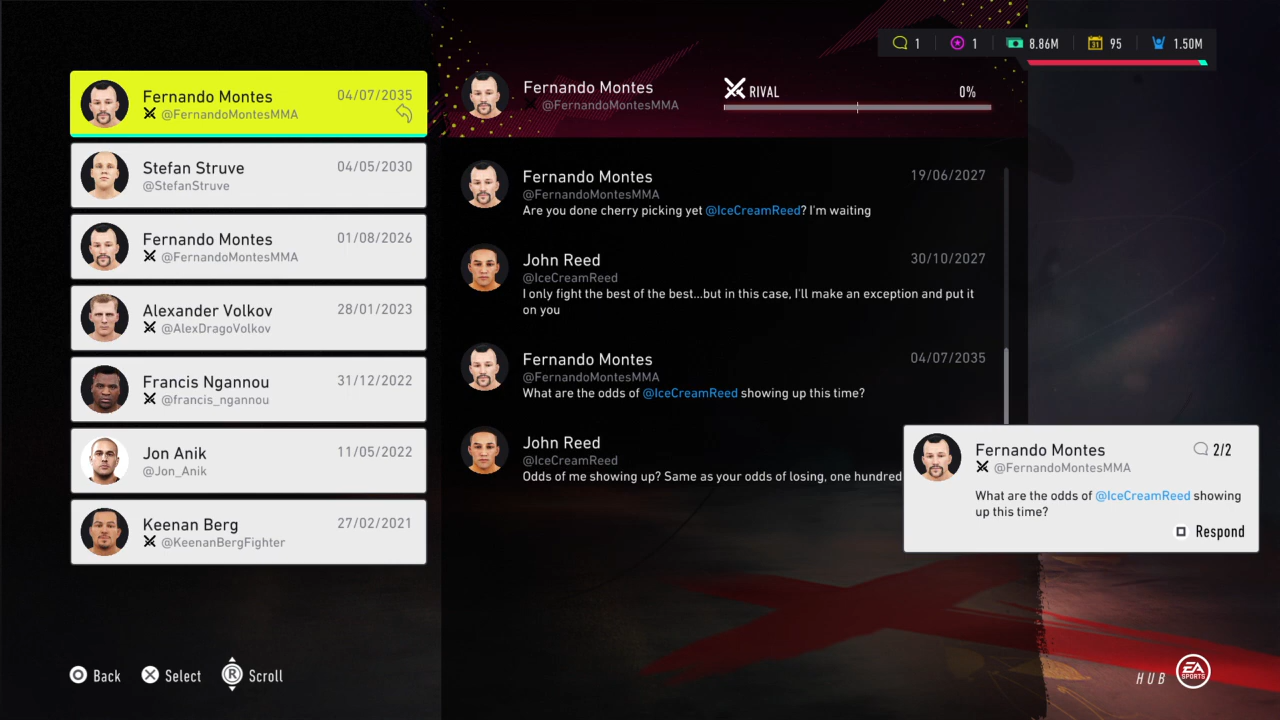 1
1
31
8.86M
95
1.50M
Fernando Montes
04/07/2035
@FernandoMontesMMA
Stefan Struve
04/05/2030
@StefanStruve
Fernando Montes
01/08/2026
@FernandoMontesMMA
Alexander Volkov
28/01/2023
@AlexDragoVolkov
Francis Ngannou
31/12/2022
@francis_ngannou
Jon Anik
11/05/2022
@Jon_Anik
Keenan Berg
27/02/2021
@KeenanBergFighter
Fernando Montes
@FernandoMontesMMA
RIVAL
0%
Fernando Montes
19/06/2027
@FernandoMontesMMA
Are you done cherry picking yet @IceCreamReed? I'm waiting
John Reed
30/10/2027
@IceCreamReed
I only fight the best of the best...but in this case, I'll make an exception and put it
on you
Fernando Montes
04/07/2035
@FernandoMontesMMA
What are the odds of @IceCreamReed showing up this time?
John Reed
@IceCreamReed
Odds of me showing up? Same as your odds of losing, one hundred
Fernando Montes
2/2
@FernandoMontesMMA
What are the odds of @IceCreamReed showing
up this time?
Respond
Back
Select
R
Scroll
HUB
EA
SPORTS